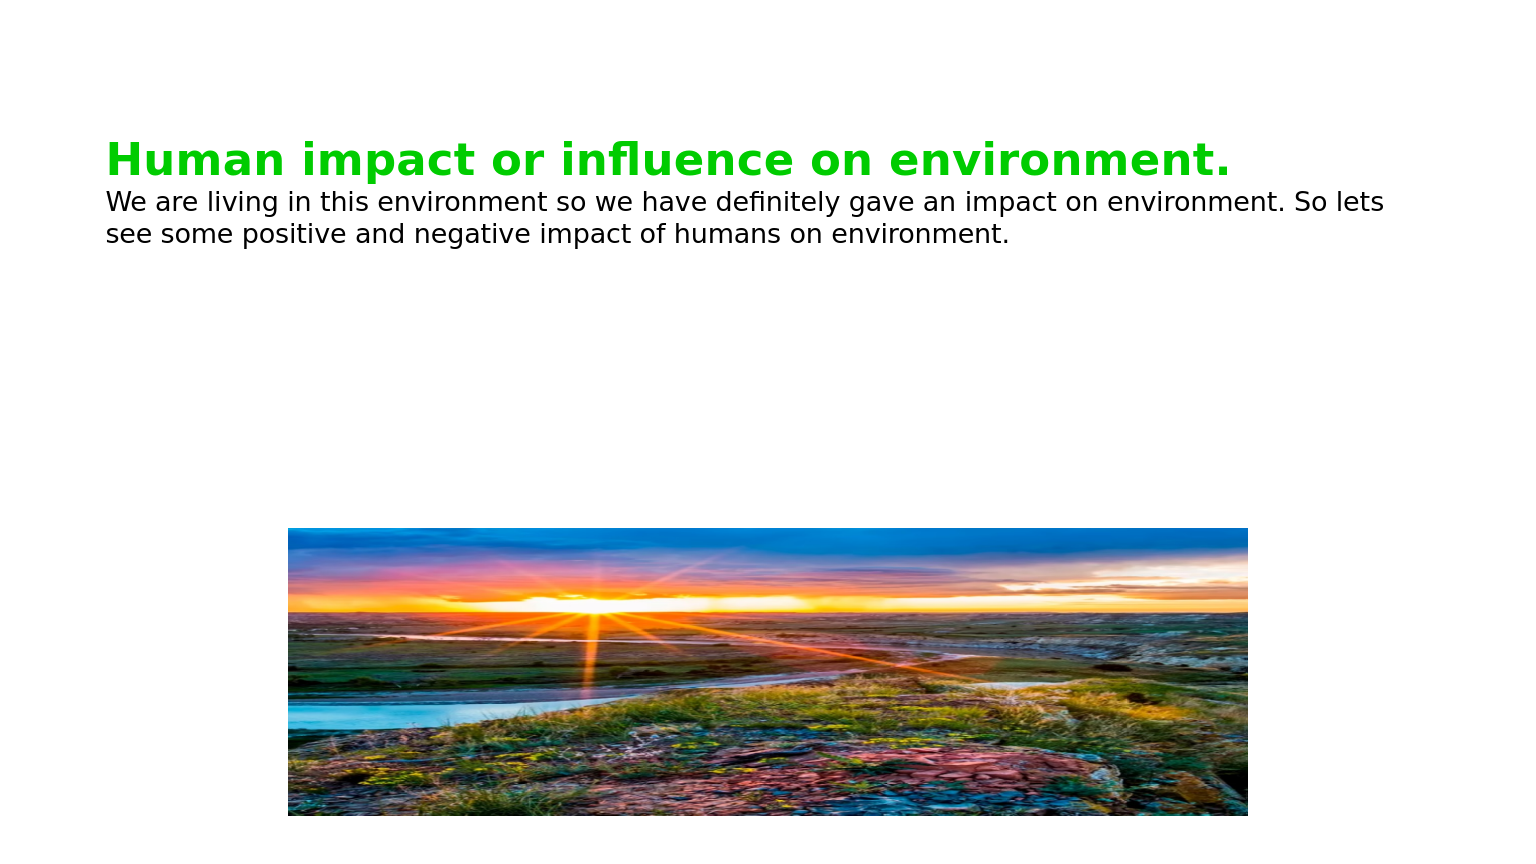 Human impact or influence on environment.
We are living in this environment so we have definitely gave an impact on environment. So lets
see some positive and negative impact of humans on environment.